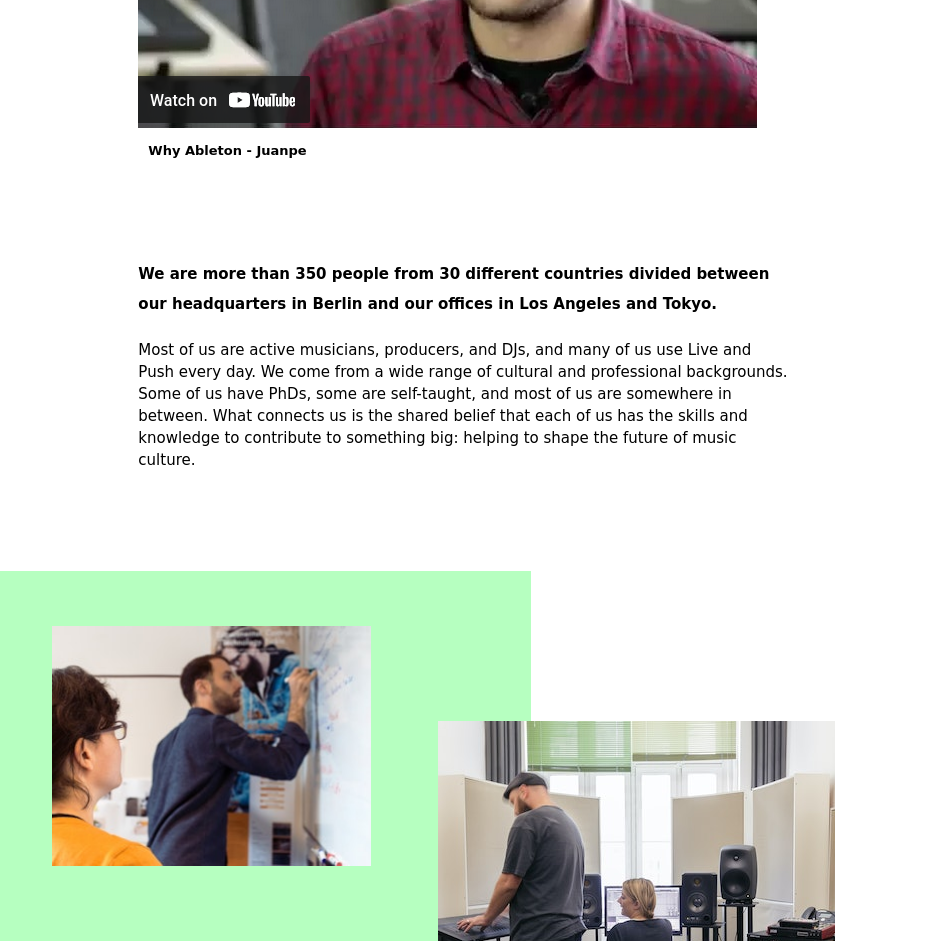 Watch on YouTube
Why Ableton - Juanpe
We are more than 350 people from 30 different countries divided between
our headquarters in Berlin and our offices in Los Angeles and Tokyo.
Most of us are active musicians, producers, and DJs, and many of us use Live and
Push every day. We come from a wide range of cultural and professional backgrounds.
Some of us have PhDs, some are self-taught, and most of us are somewhere in
between. What connects us is the shared belief that each of us has the skills and
knowledge to contribute to something big: helping to shape the future of music
culture.